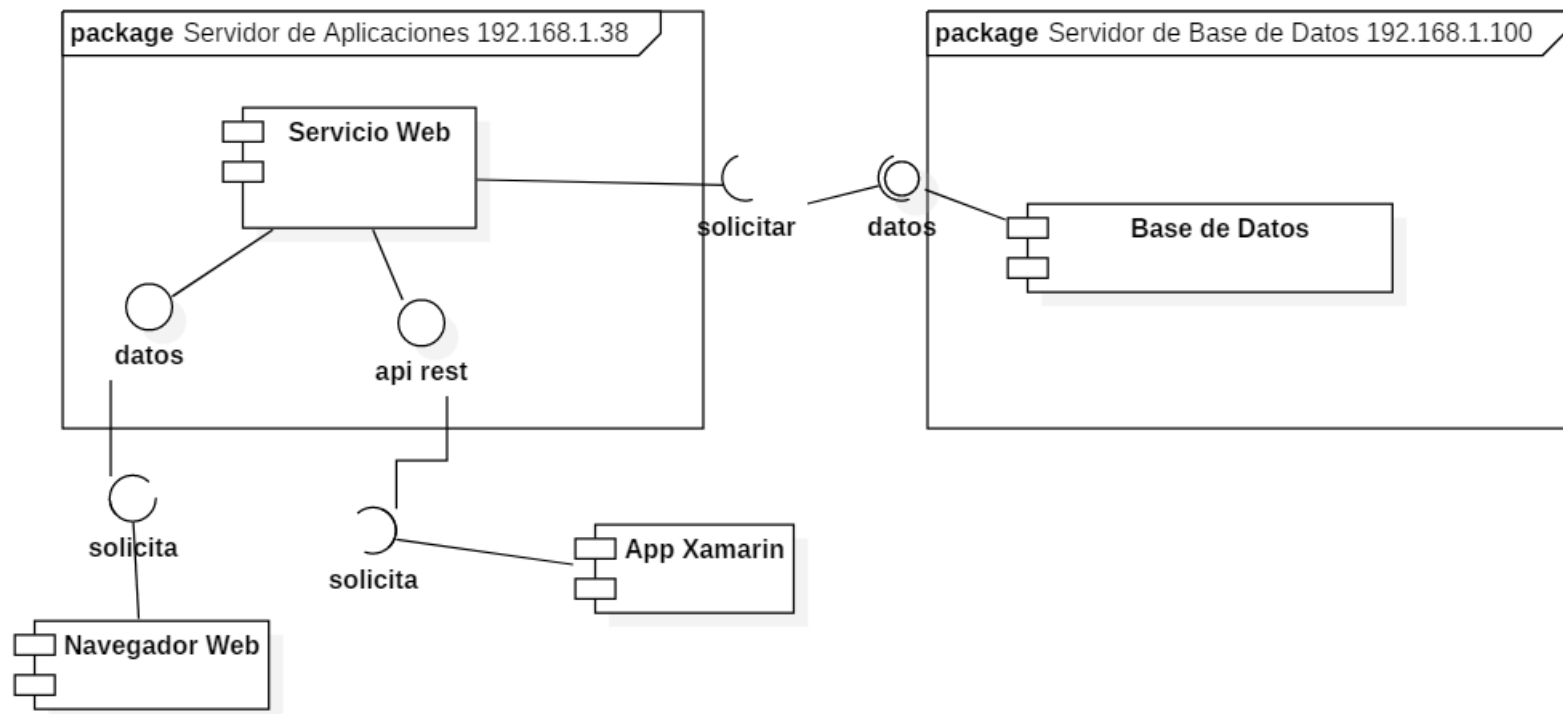 package Servidor de Aplicaciones 192.168.1.38
package Servidor de Base de Datos 192.168.1.100
Servicio Web
solicitar
datos
Base de Datos
datos
api rest
solicita
solicita
App Xamarin
Navegador Web